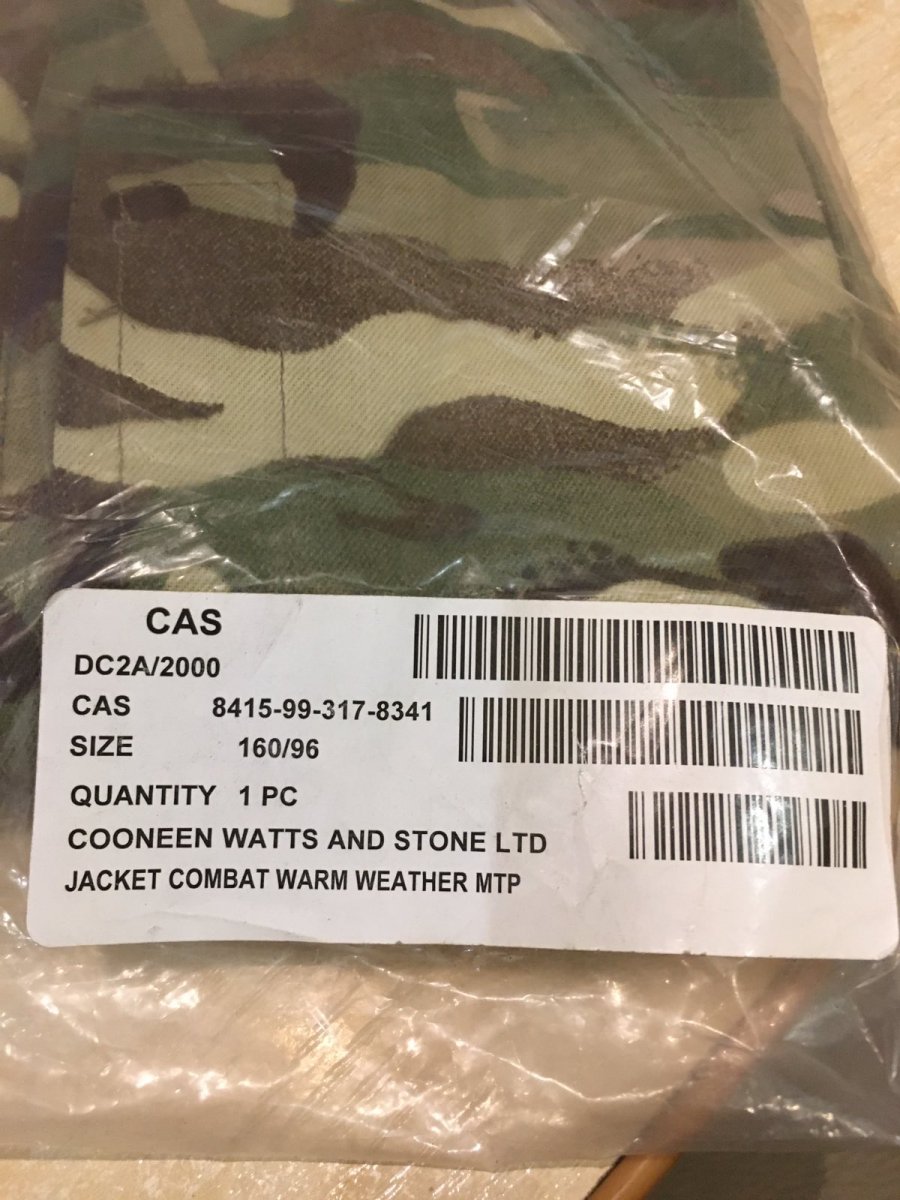 CAS
DC2A/2000
CAS 8415-99-317-8341
SIZE 160/96
QUANTITY 1 PC
COONEEN WATTS AND STONE LTD
JACKET COMBAT WARM WEATHER MTP